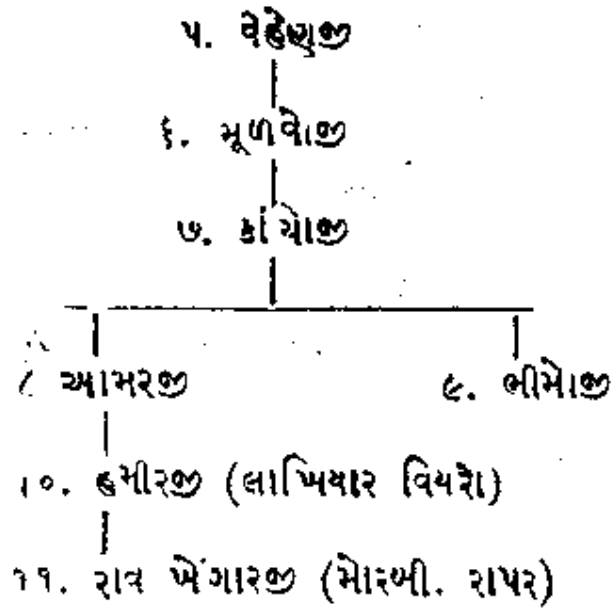 ૫. વેહેણજી
૬. મૂળવોજી
૭. કાંયોજી
૮ આમરજી ૯. ભીમોજી
૧૦. હમીરજી (લાખિયાર વિયરો)
૧૧. રાવ ખેંગારજી (મોરબી. રાપર)